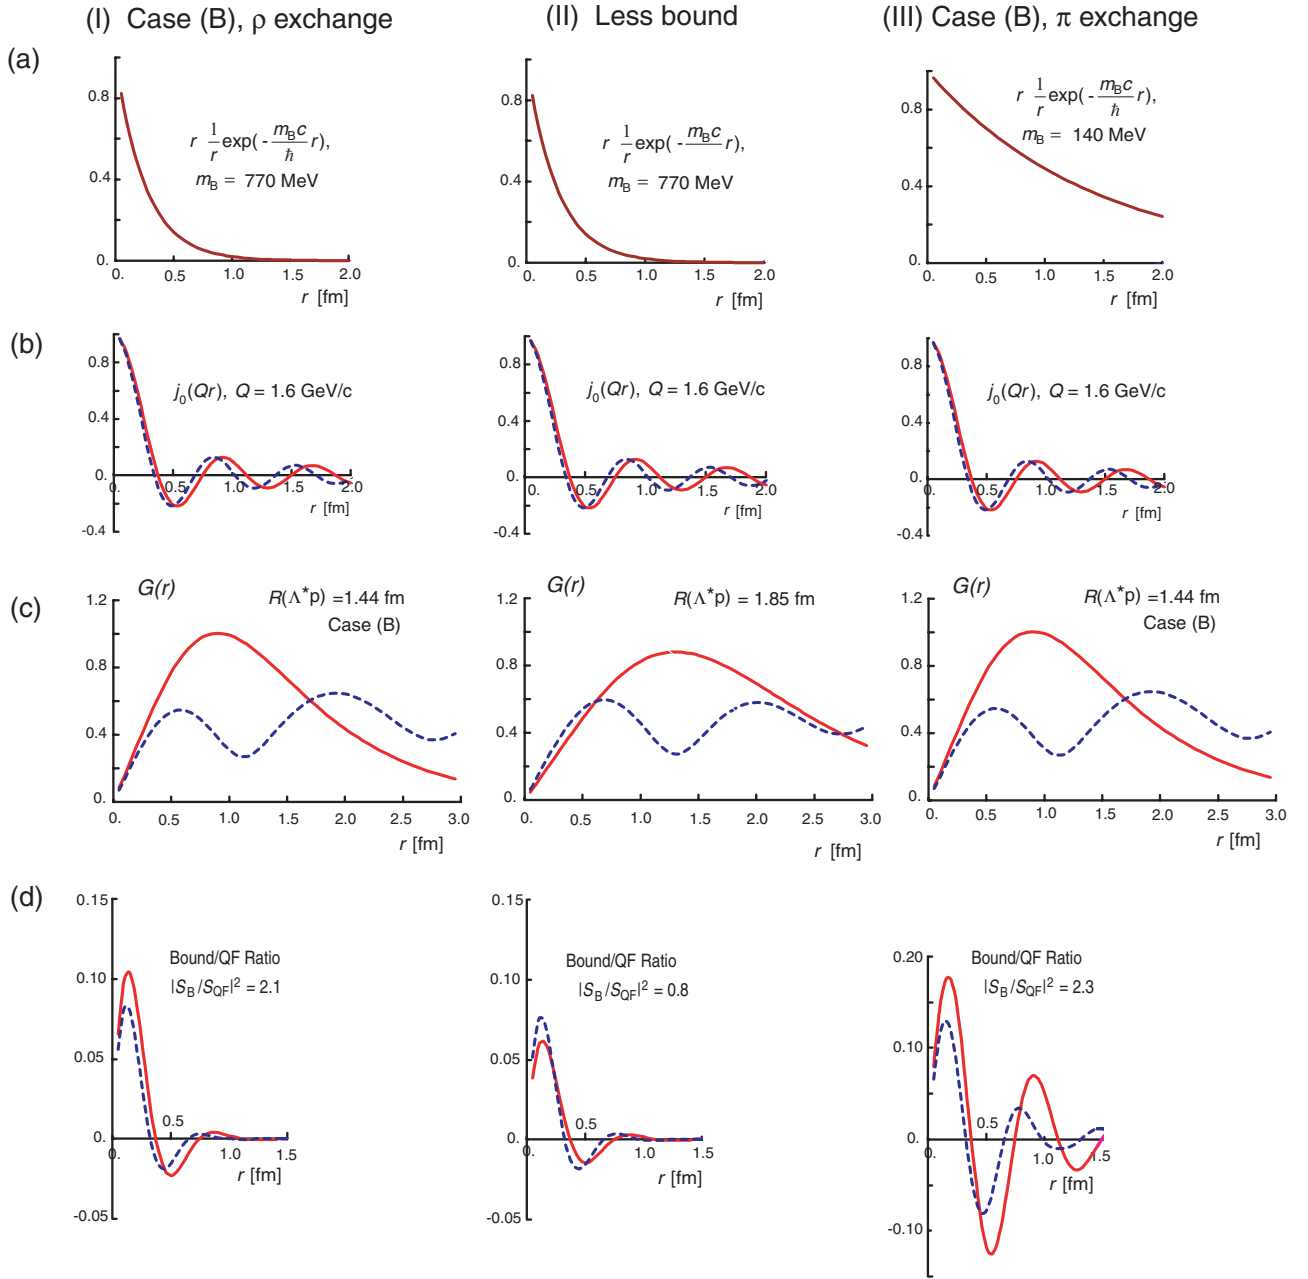 (I) Case (B), ρ exchange
(II) Less bound
(III) Case (B), π exchange
(a)
0.8
0.4
0.
r 1/r exp(-m_B c/ħ r),
m_B = 770 MeV
0. 0.5 1.0 1.5 2.0
r [fm]
0.8
0.4
0.
r 1/r exp(-m_B c/ħ r),
m_B = 770 MeV
0. 0.5 1.0 1.5 2.0
r [fm]
0.8
0.4
0.
r 1/r exp(-m_B c/ħ r),
m_B = 140 MeV
0. 0.5 1.0 1.5 2.0
r [fm]
(b)
0.8
0.4
0.
-0.4
j_0(Qr), Q = 1.6 GeV/c
0. 0.5 1.0 1.5 2.0
r [fm]
0.8
0.4
0.
-0.4
j_0(Qr), Q = 1.6 GeV/c
0. 0.5 1.0 1.5 2.0
r [fm]
0.8
0.4
0.
-0.4
j_0(Qr), Q = 1.6 GeV/c
0. 0.5 1.0 1.5 2.0
r [fm]
(c)
G(r)
R(Λ*p) =1.44 fm
Case (B)
1.2
0.8
0.4
0.
0. 0.5 1.0 1.5 2.0 2.5 3.0
r [fm]
G(r)
R(Λ*p) = 1.85 fm
1.2
0.8
0.4
0.
0. 0.5 1.0 1.5 2.0 2.5 3.0
r [fm]
G(r)
R(Λ*p) =1.44 fm
Case (B)
1.2
0.8
0.4
0.
0. 0.5 1.0 1.5 2.0 2.5 3.0
r [fm]
(d)
0.15
0.10
0.05
0.
-0.05
Bound/QF Ratio
|S_B/S_QF|² = 2.1
0. 0.5 1.0 1.5
r [fm]
0.15
0.10
0.05
0.
-0.05
Bound/QF Ratio
|S_B/S_QF|² = 0.8
0. 0.5 1.0 1.5
r [fm]
0.20
0.10
0.
-0.10
Bound/QF Ratio
|S_B/S_QF|² = 2.3
0. 0.5 1.0 1.5
r [fm]